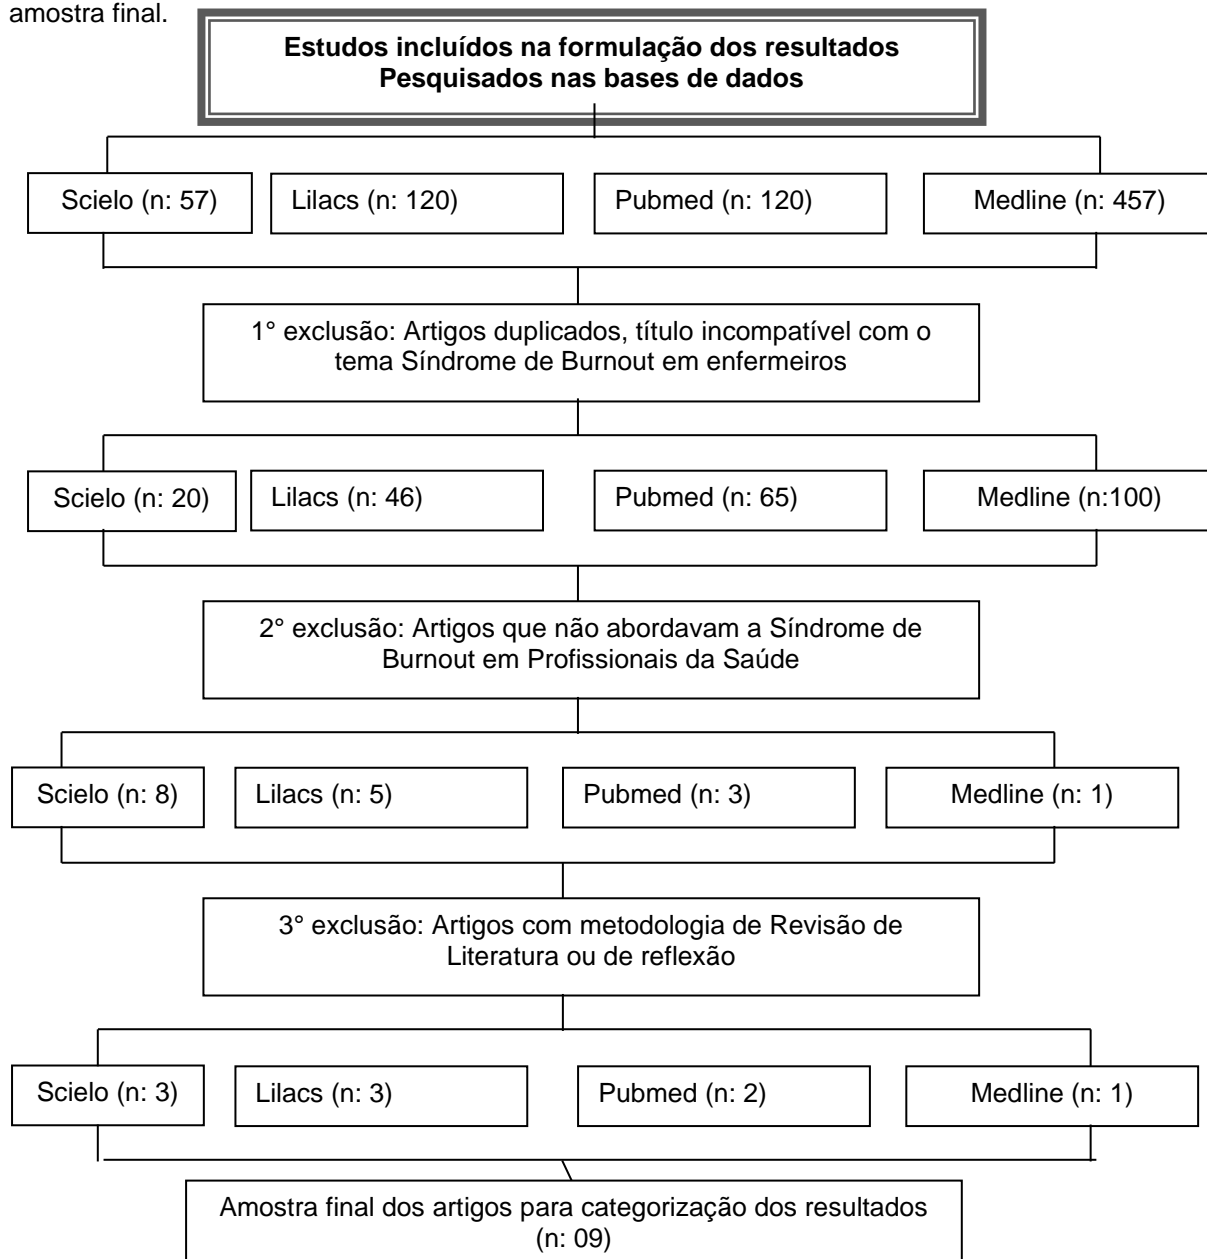 amostra final.
Estudos incluídos na formulação dos resultados
Pesquisados nas bases de dados
Scielo (n: 57)
Lilacs (n: 120)
Pubmed (n: 120)
Medline (n: 457)
1° exclusão: Artigos duplicados, título incompatível com o
tema Síndrome de Burnout em enfermeiros
Scielo (n: 20)
Lilacs (n: 46)
Pubmed (n: 65)
Medline (n:100)
2° exclusão: Artigos que não abordavam a Síndrome de
Burnout em Profissionais da Saúde
Scielo (n: 8)
Lilacs (n: 5)
Pubmed (n: 3)
Medline (n: 1)
3° exclusão: Artigos com metodologia de Revisão de
Literatura ou de reflexão
Scielo (n: 3)
Lilacs (n: 3)
Pubmed (n: 2)
Medline (n: 1)
Amostra final dos artigos para categorização dos resultados
(n: 09)